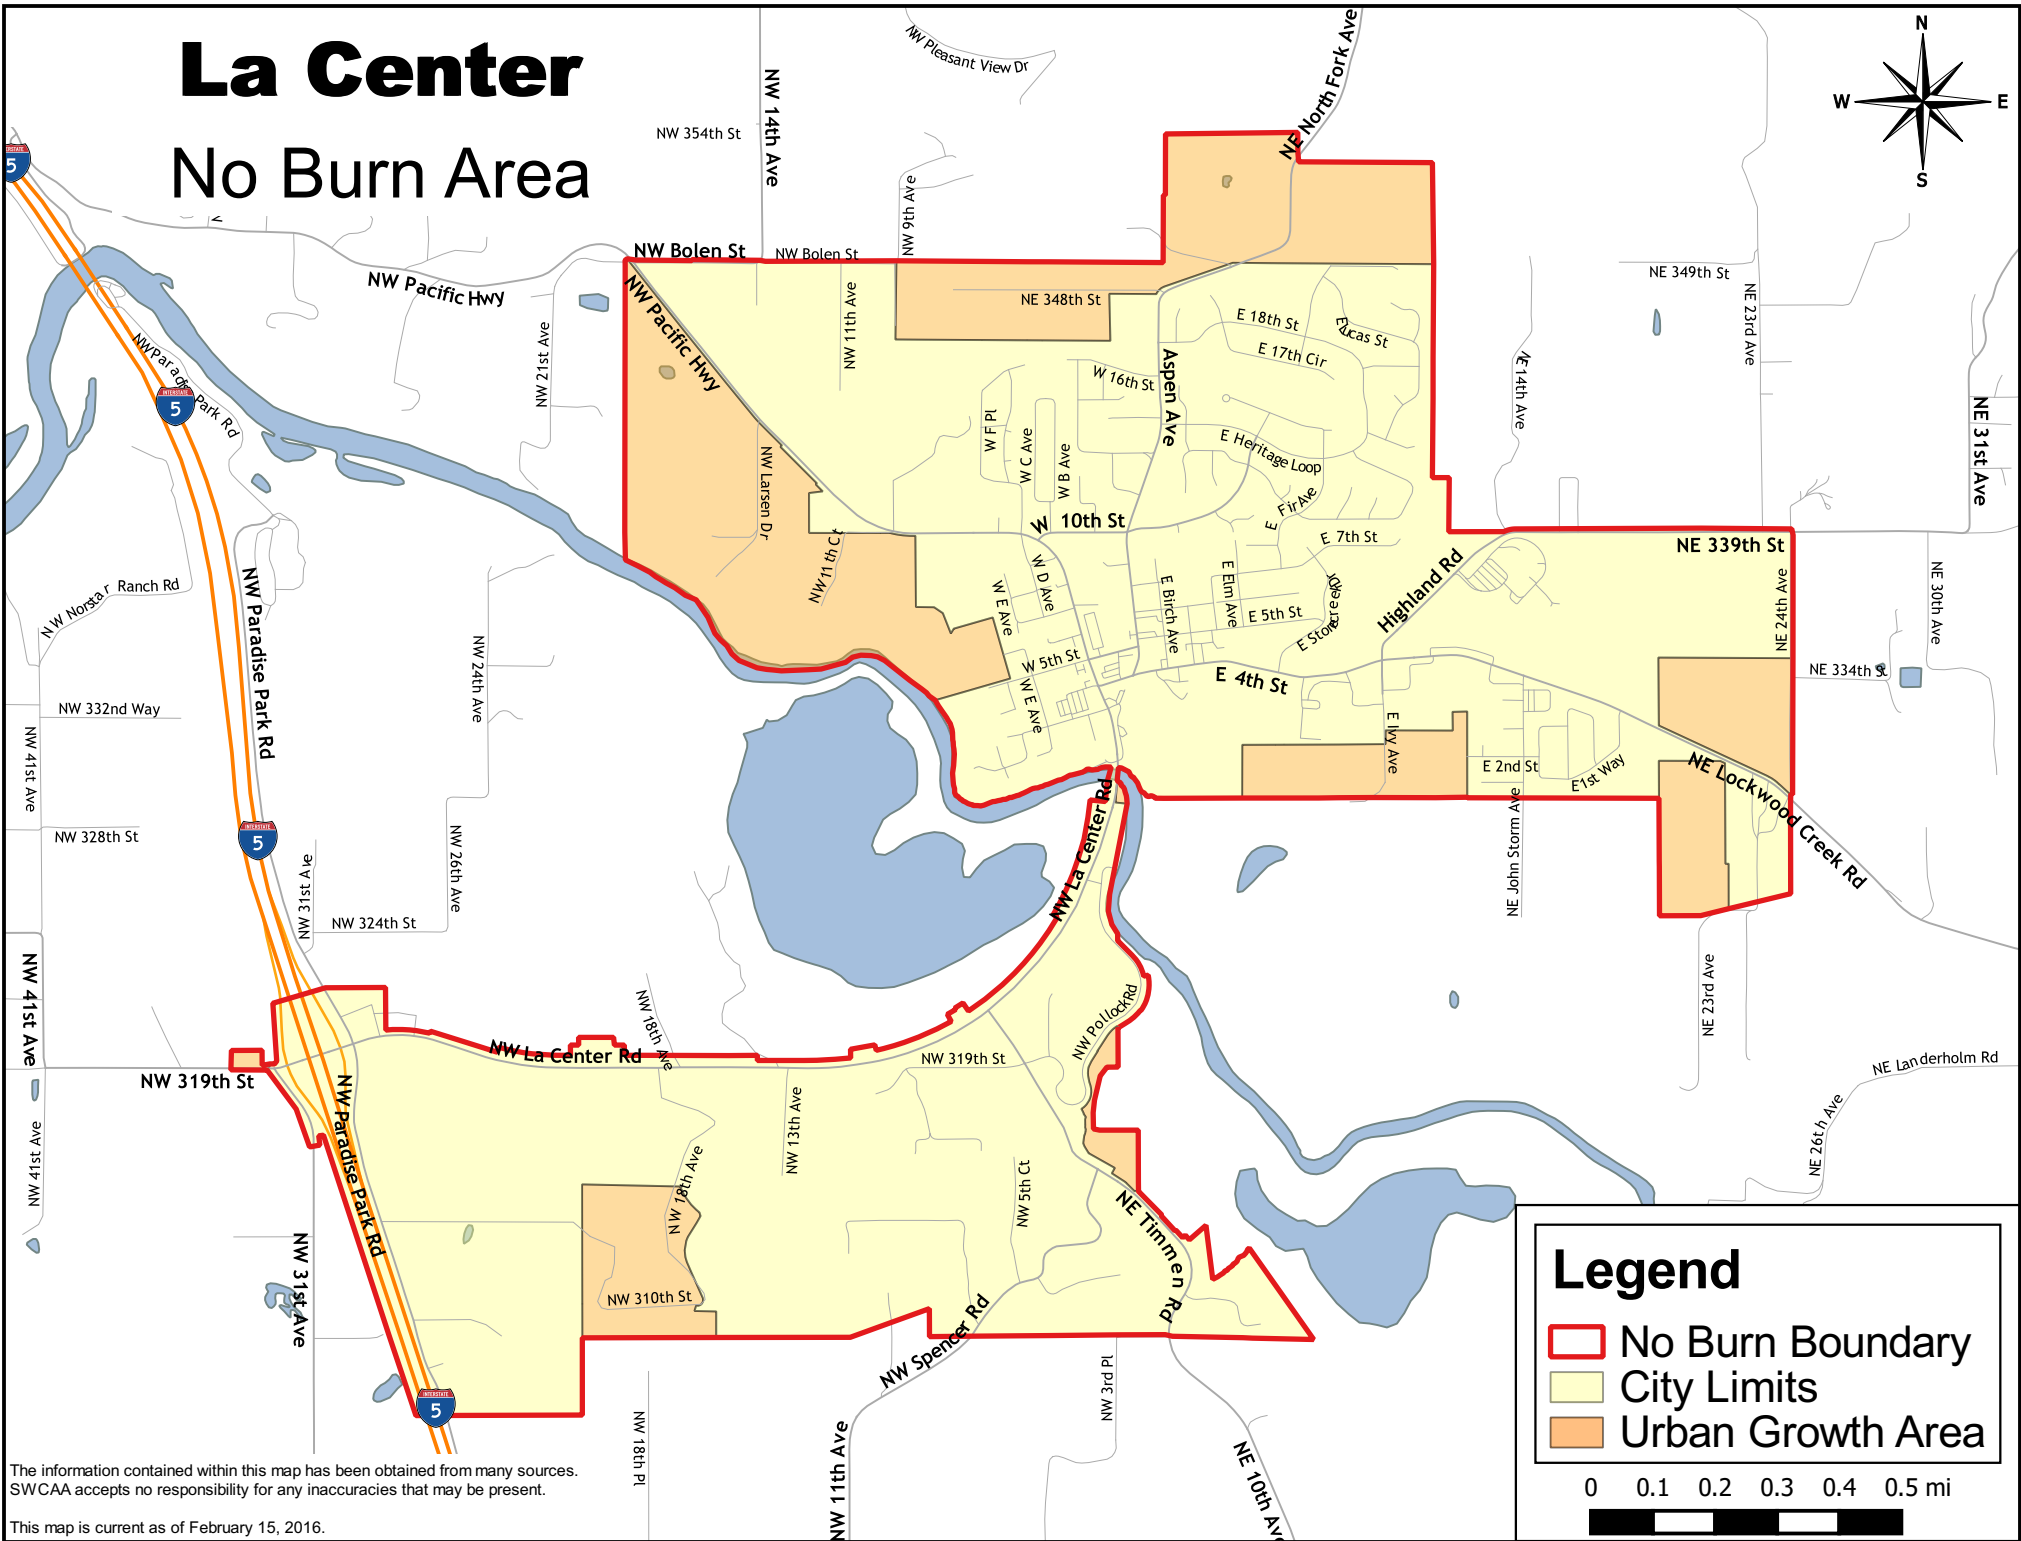 La Center
No Burn Area
N
W
E
S
NW Pleasant View Dr
NE North Fork Ave
NW 14th Ave
NW 354th St
NW 9th Ave
INTERSTATE
5
NW Pacific Hwy
NW Bolen St
NW Bolen St
NE 349th St
NE 23rd Ave
NW Pacific Hwy
NW 11th Ave
NE 348th St
E 18th St
E Lucas St
E 17th Cir
NW 21st Ave
NW Paradise Park Rd
INTERSTATE
5
W 16th St
Aspen Ave
NE 14th Ave
NE 31st Ave
W F Pl
W C Ave
W B Ave
E Heritage Loop
E Fir Ave
NW Larsen Dr
W 10th St
E 7th St
NE 339th St
NW 11th Ct
W D Ave
W E Ave
E Birch Ave
E Elm Ave
E 5th St
Highland Rd
NE 24th Ave
NE 30th Ave
NW Norstar Ranch Rd
NW Paradise Park Rd
NW 24th Ave
W 5th St
W E Ave
E 4th St
NE 334th St
NW 332nd Way
NW 41st Ave
E Ivy Ave
E 2nd St
E 1st Way
NE Lockwood Creek Rd
NW 328th St
INTERSTATE
5
NW 26th Ave
NW La Center Rd
NE John Storm Ave
NW 31st Ave
NW 324th St
NW 41st Ave
NW 18th Ave
NW Pollock Rd
NE 23rd Ave
NW La Center Rd
NW 319th St
NW 319th St
NE Landerholm Rd
NW Paradise Park Rd
NW 13th Ave
NW 41st Ave
NE 26th Ave
NW 18th Ave
NW 5th Ct
NE Timmen Rd
NW 31st Ave
NW 310th St
NW Spencer Rd
INTERSTATE
5
NW 3rd Pl
NW 18th Pl
NW 11th Ave
NE 10th Ave
Legend
No Burn Boundary
City Limits
Urban Growth Area
0 0.1 0.2 0.3 0.4 0.5 mi
The information contained within this map has been obtained from many sources.
SWCAA accepts no responsibility for any inaccuracies that may be present.
This map is current as of February 15, 2016.